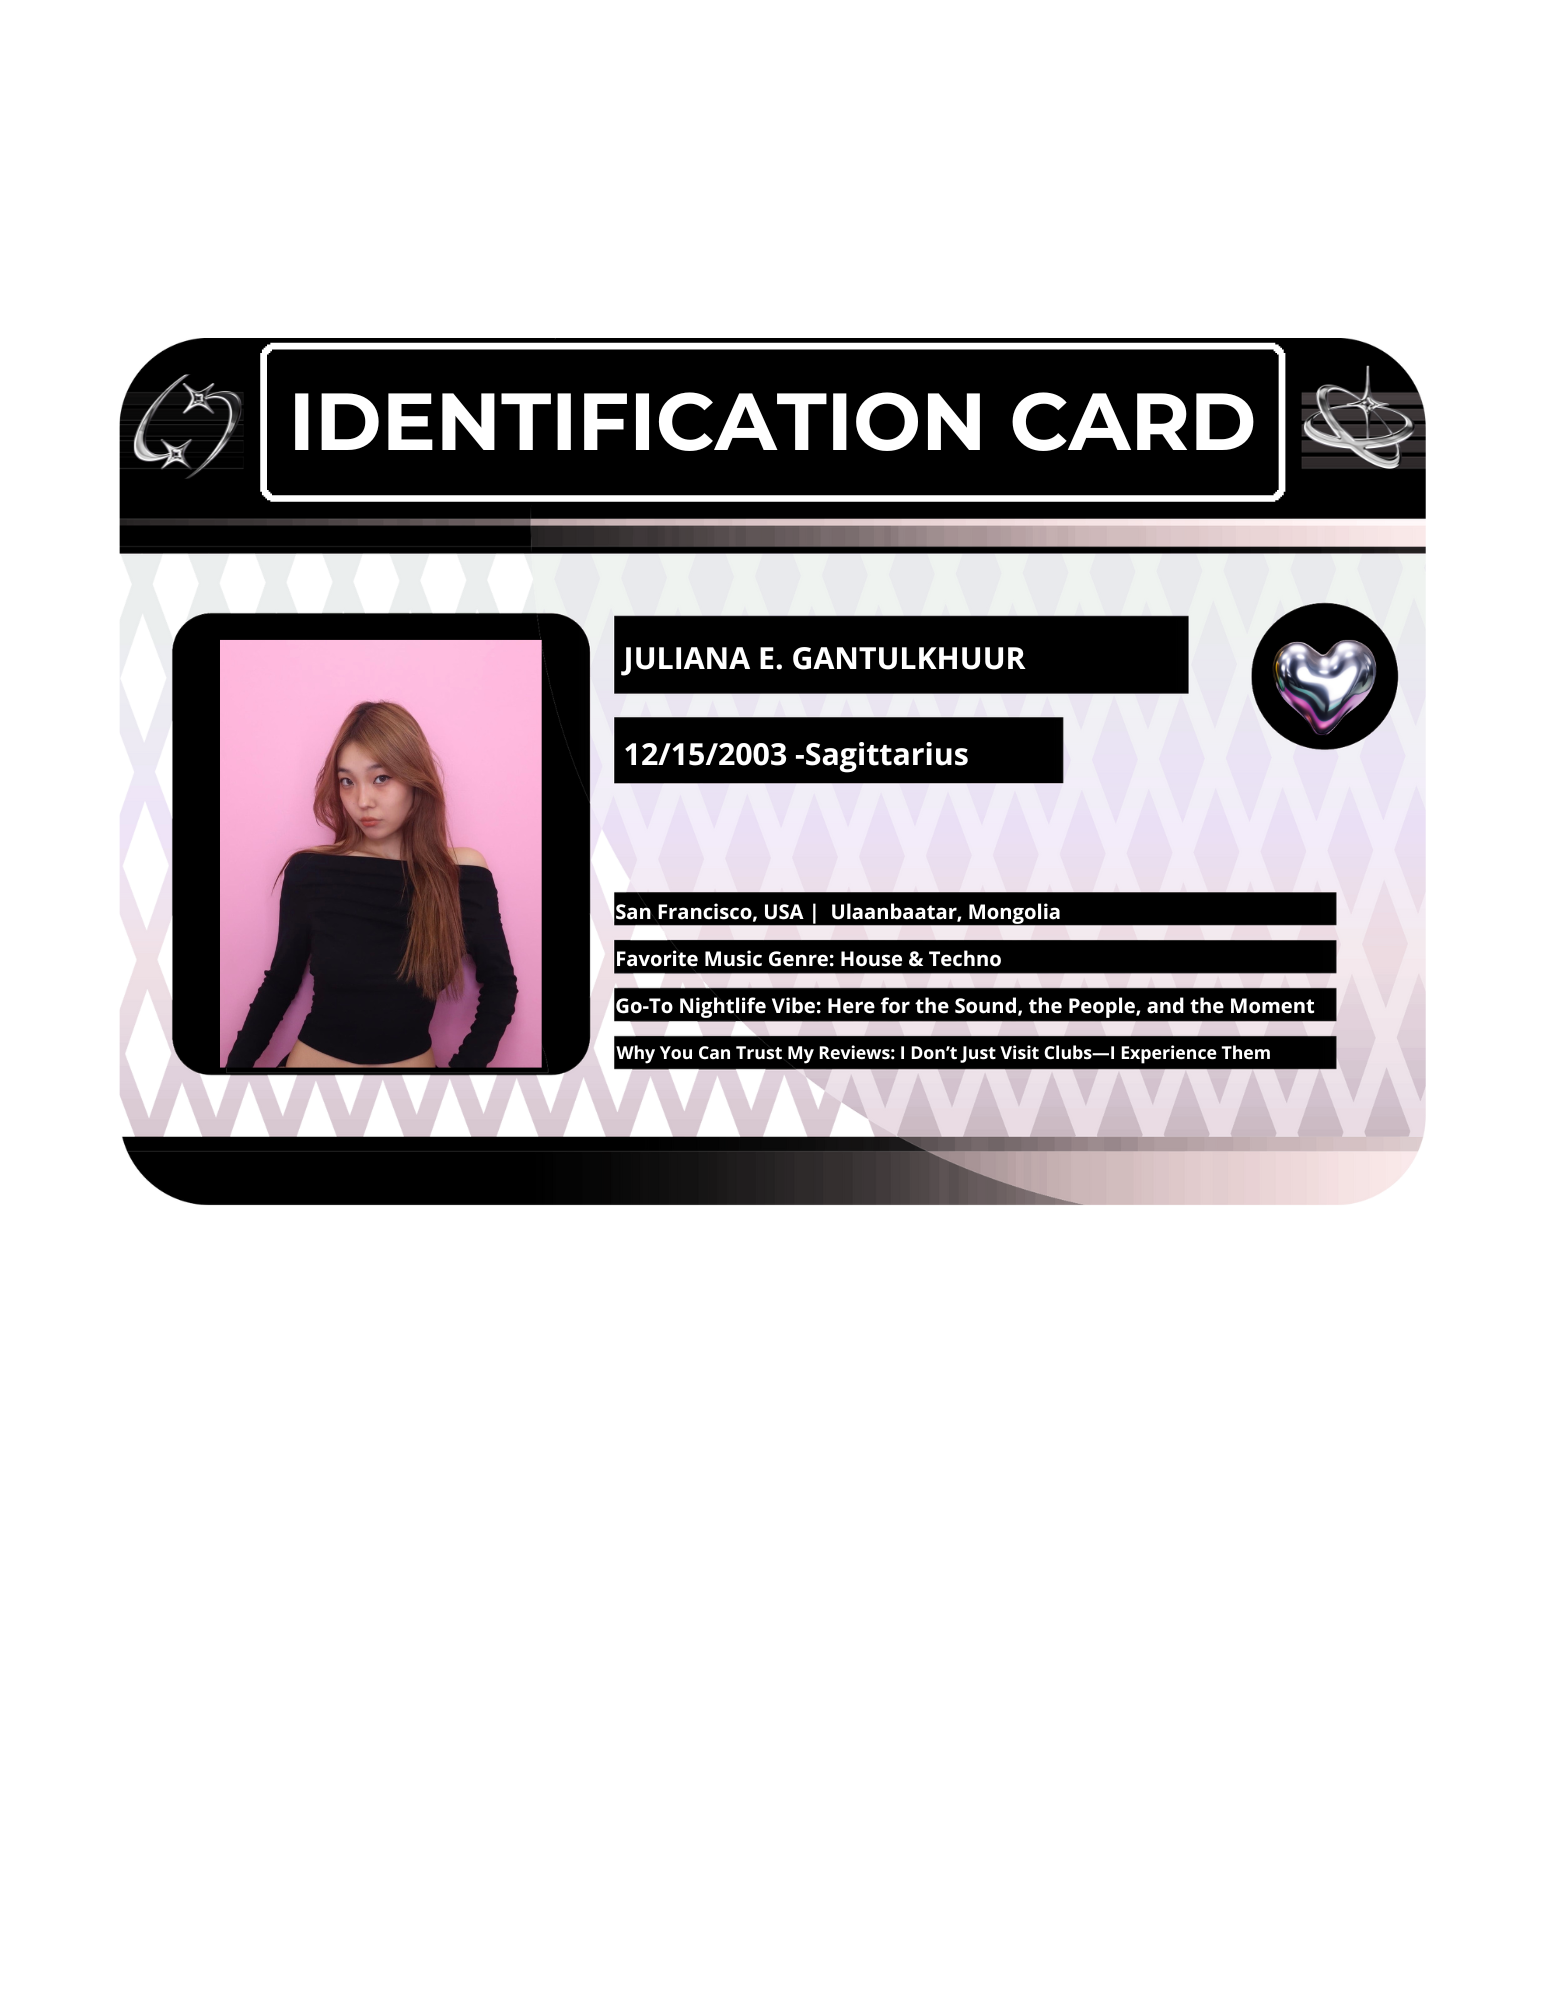 IDENTIFICATION CARD
JULIANA E. GANTULKHUUR
12/15/2003 -Sagittarius
San Francisco, USA |  Ulaanbaatar, Mongolia
Favorite Music Genre: House & Techno
Go-To Nightlife Vibe: Here for the Sound, the People, and the Moment
Why You Can Trust My Reviews: I Don’t Just Visit Clubs—I Experience Them